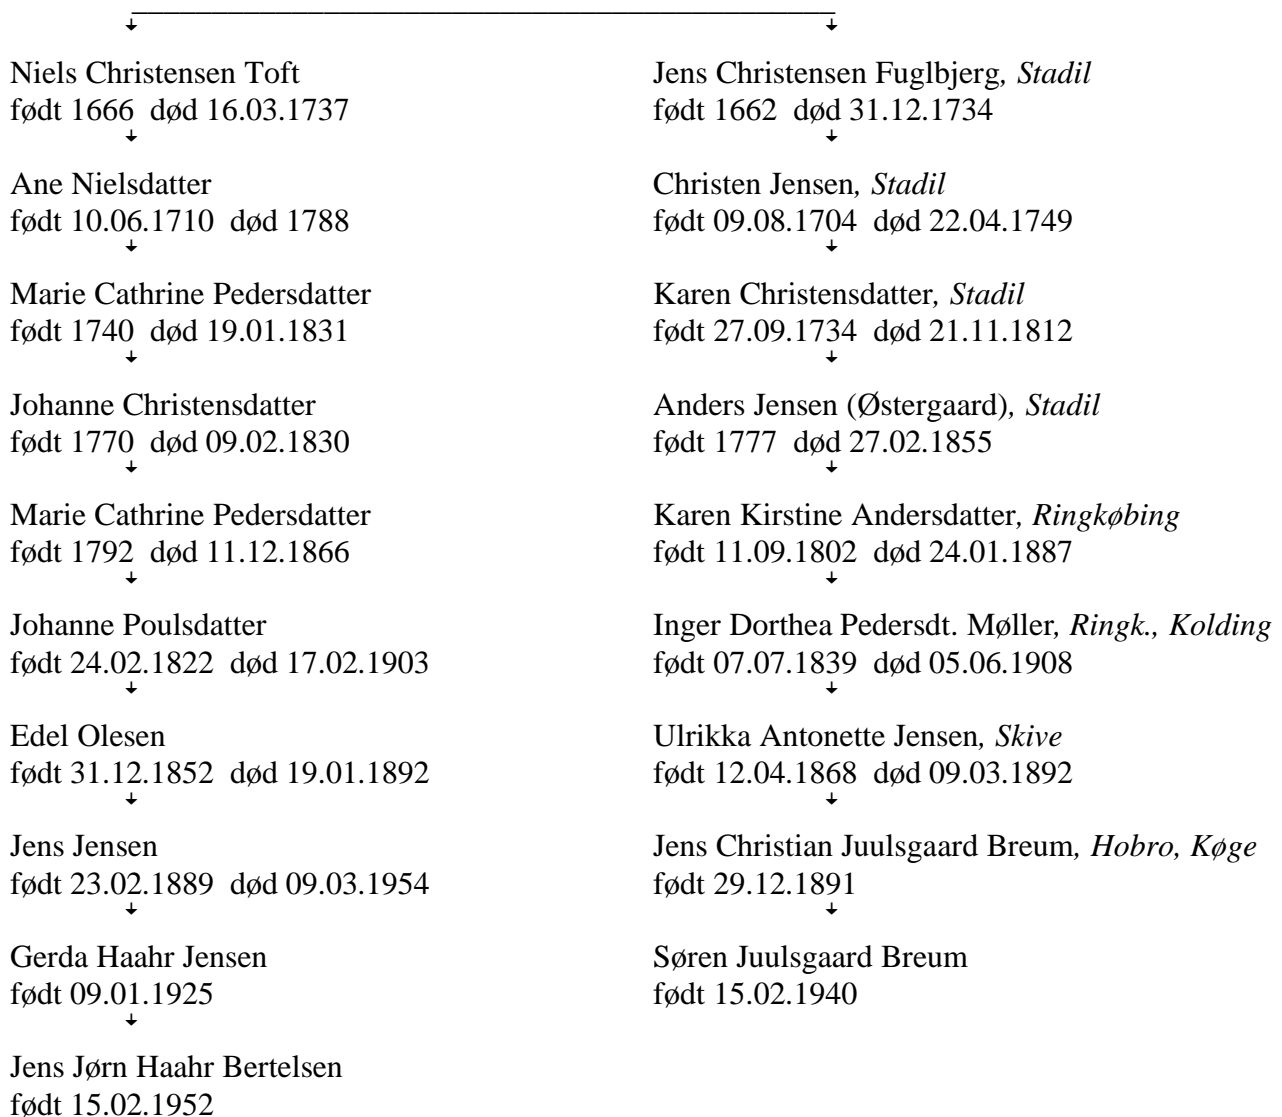 Niels Christensen Toft
født 1666 død 16.03.1737
Ane Nielsdatter
født 10.06.1710 død 1788
Marie Cathrine Pedersdatter
født 1740 død 19.01.1831
Johanne Christensdatter
født 1770 død 09.02.1830
Marie Cathrine Pedersdatter
født 1792 død 11.12.1866
Johanne Poulsdatter
født 24.02.1822 død 17.02.1903
Edel Olesen
født 31.12.1852 død 19.01.1892
Jens Jensen
født 23.02.1889 død 09.03.1954
Gerda Haahr Jensen
født 09.01.1925
Jens Jørn Haahr Bertelsen
født 15.02.1952
Jens Christensen Fuglbjerg, Stadil
født 1662 død 31.12.1734
Christen Jensen, Stadil
født 09.08.1704 død 22.04.1749
Karen Christensdatter, Stadil
født 27.09.1734 død 21.11.1812
Anders Jensen (Østergaard), Stadil
født 1777 død 27.02.1855
Karen Kirstine Andersdatter, Ringkøbing
født 11.09.1802 død 24.01.1887
Inger Dorthea Pedersdt. Møller, Ringk., Kolding
født 07.07.1839 død 05.06.1908
Ulrikka Antonette Jensen, Skive
født 12.04.1868 død 09.03.1892
Jens Christian Juulsgaard Breum, Hobro, Køge
født 29.12.1891
Søren Juulsgaard Breum
født 15.02.1940